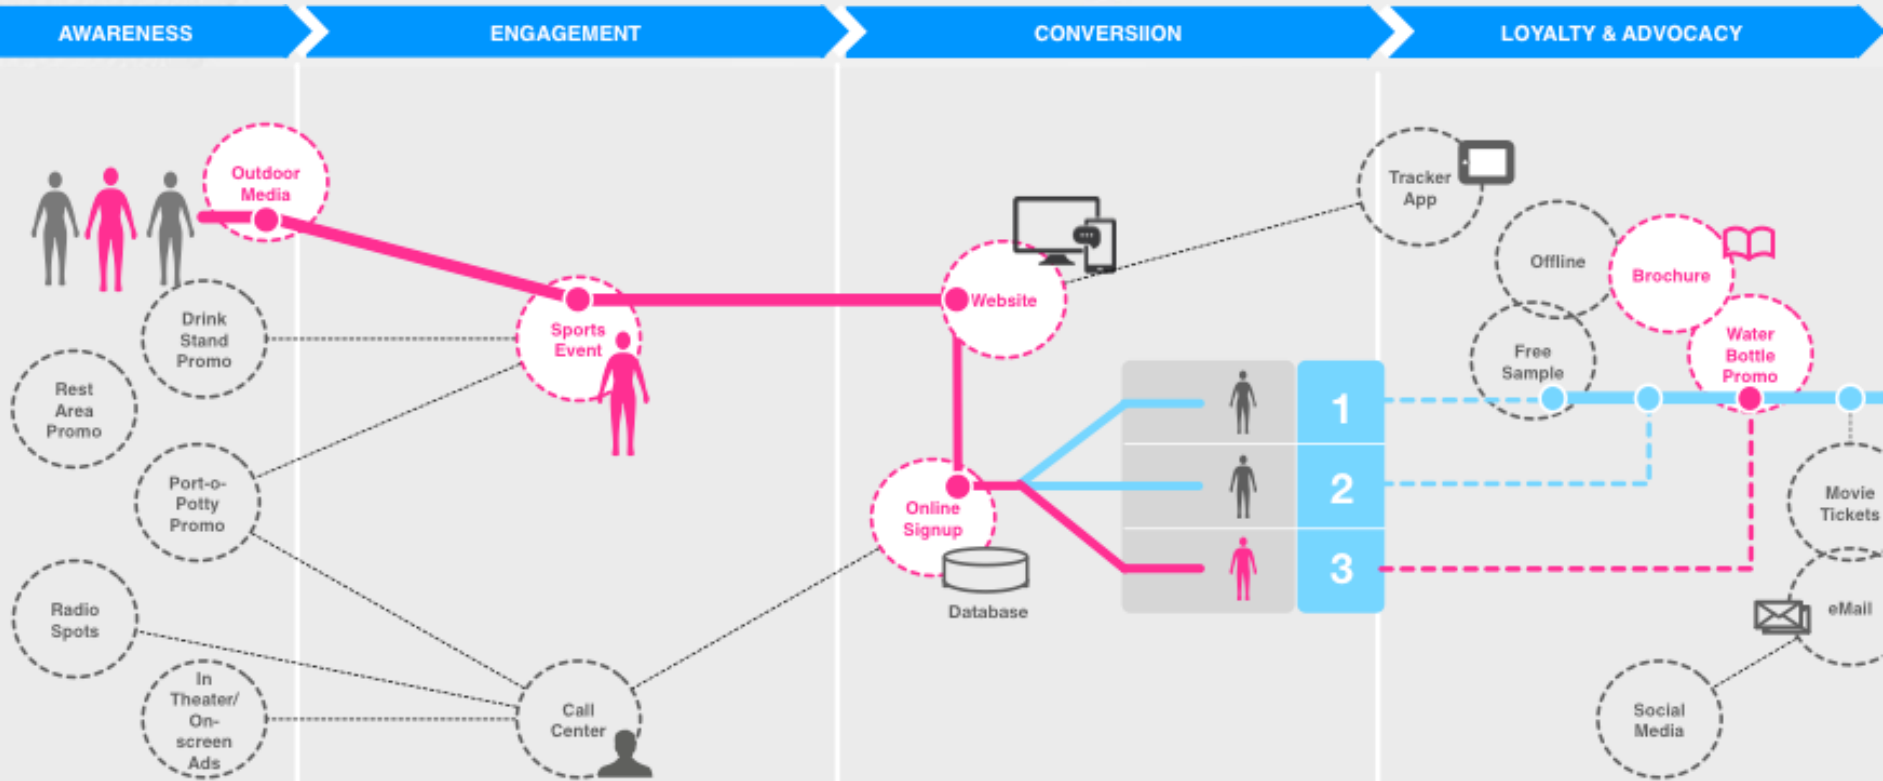 AWARENESS
ENGAGEMENT
CONVERSIION
LOYALTY & ADVOCACY
Outdoor
Media
Drink
Stand
Promo
Rest
Area
Promo
Port-o-
Potty
Promo
Radio
Spots
In
Theater/
On-
screen
Ads
Sports
Event
Call
Center
Website
Online
Signup
Database
1
2
3
Tracker
App
Offline
Brochure
Free
Sample
Water
Bottle
Promo
Movie
Tickets
eMail
Social
Media